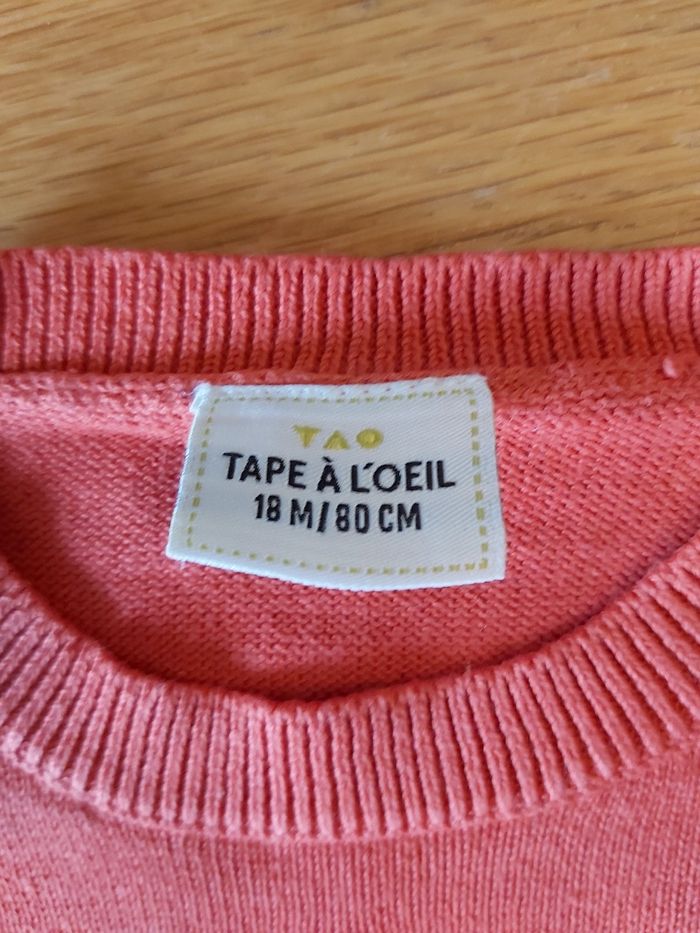 TAO
TAPE À L'OEIL
18 M/80 CM